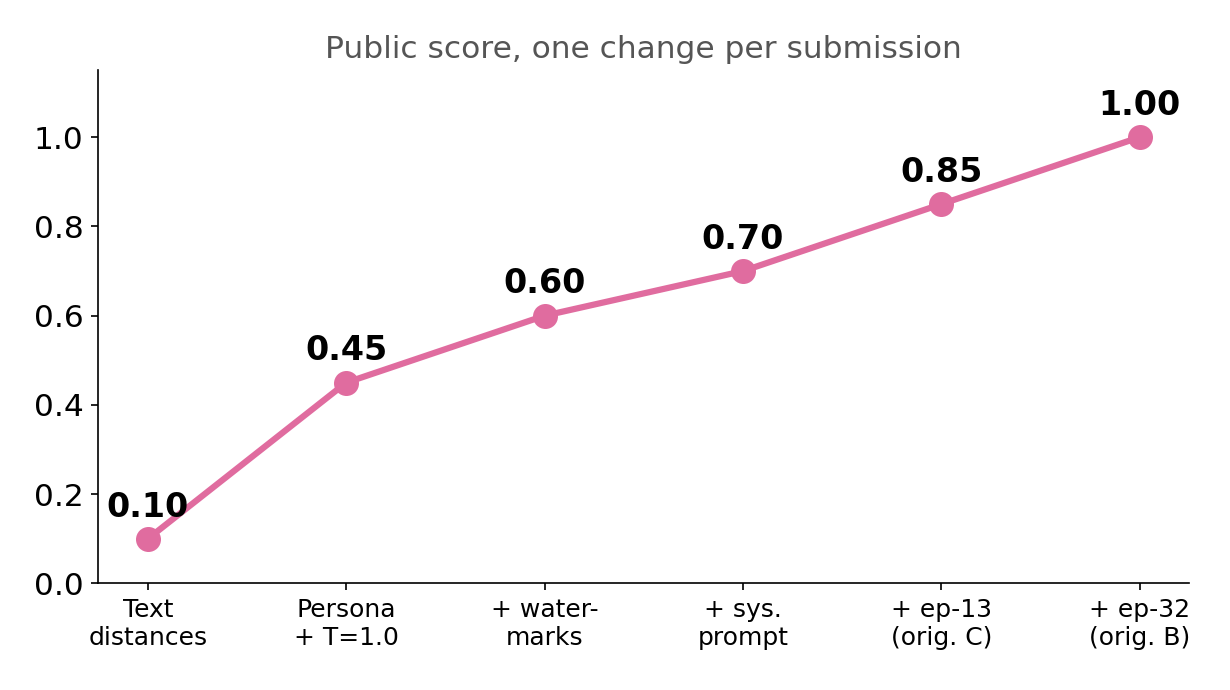 Public score, one change per submission
1.00
1.0
0.85
0.8
0.70
0.60
0.6
0.45
0.4
0.10
0.2
0.0
Text distances
Persona + T=1.0
+ water-
marks
+ sys.
prompt
+ ep-13
(orig. C)
+ ep-32
(orig. B)